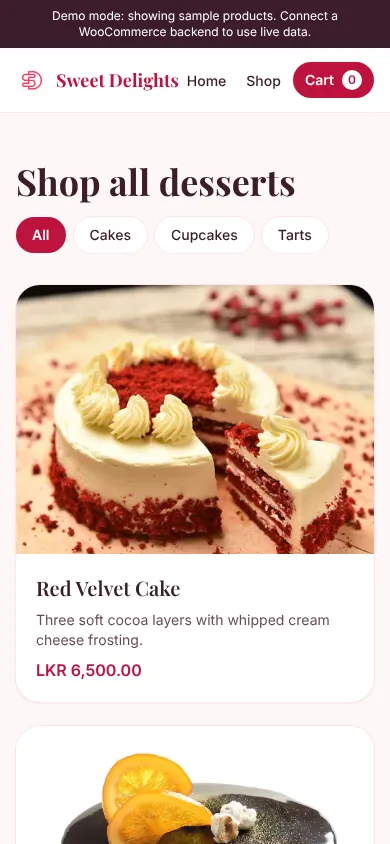 Demo mode: showing sample products. Connect a
WooCommerce backend to use live data.
Sweet Delights Home Shop Cart 0
Shop all desserts
All Cakes Cupcakes Tarts
Red Velvet Cake
Three soft cocoa layers with whipped cream
cheese frosting.
LKR 6,500.00